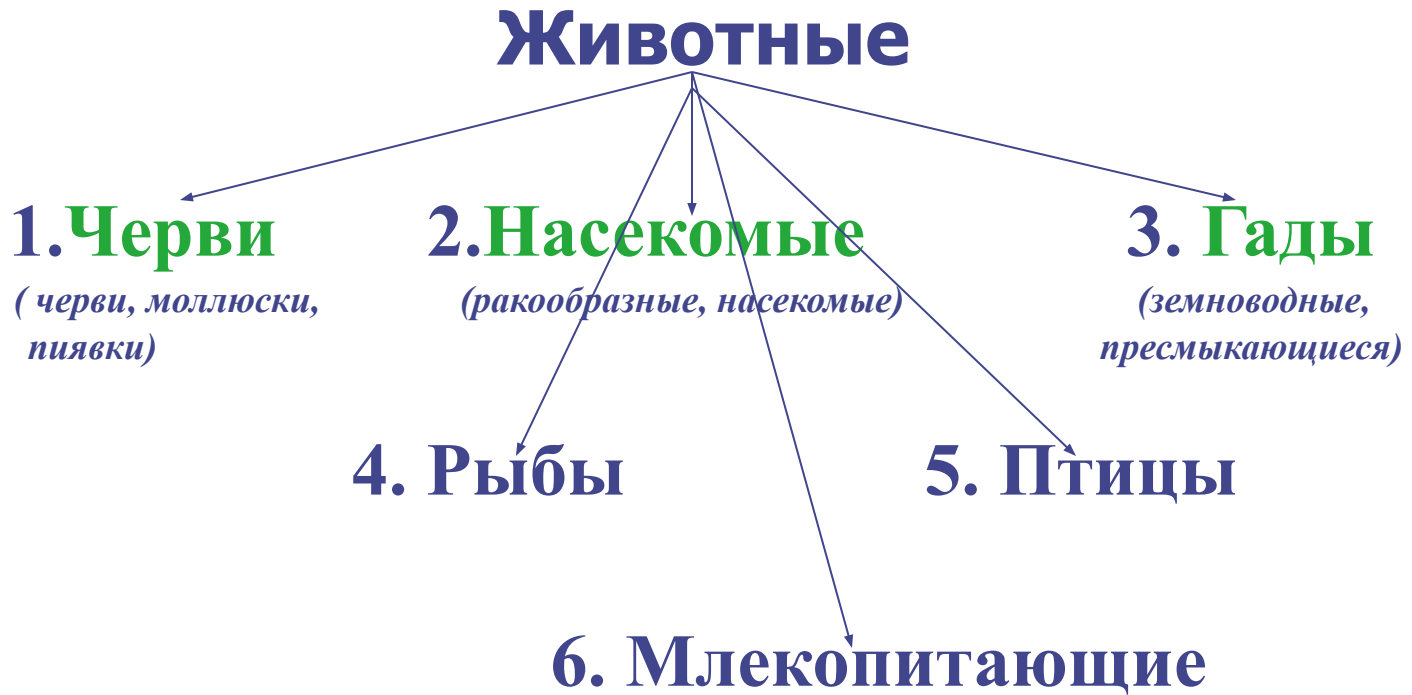 Животные
1.Черви
2.Насекомые
3. Гады
( черви, моллюски,
пиявки)
(ракообразные, насекомые)
(земноводные,
пресмыкающиеся)
4. Рыбы
5. Птицы
6. Млекопитающие